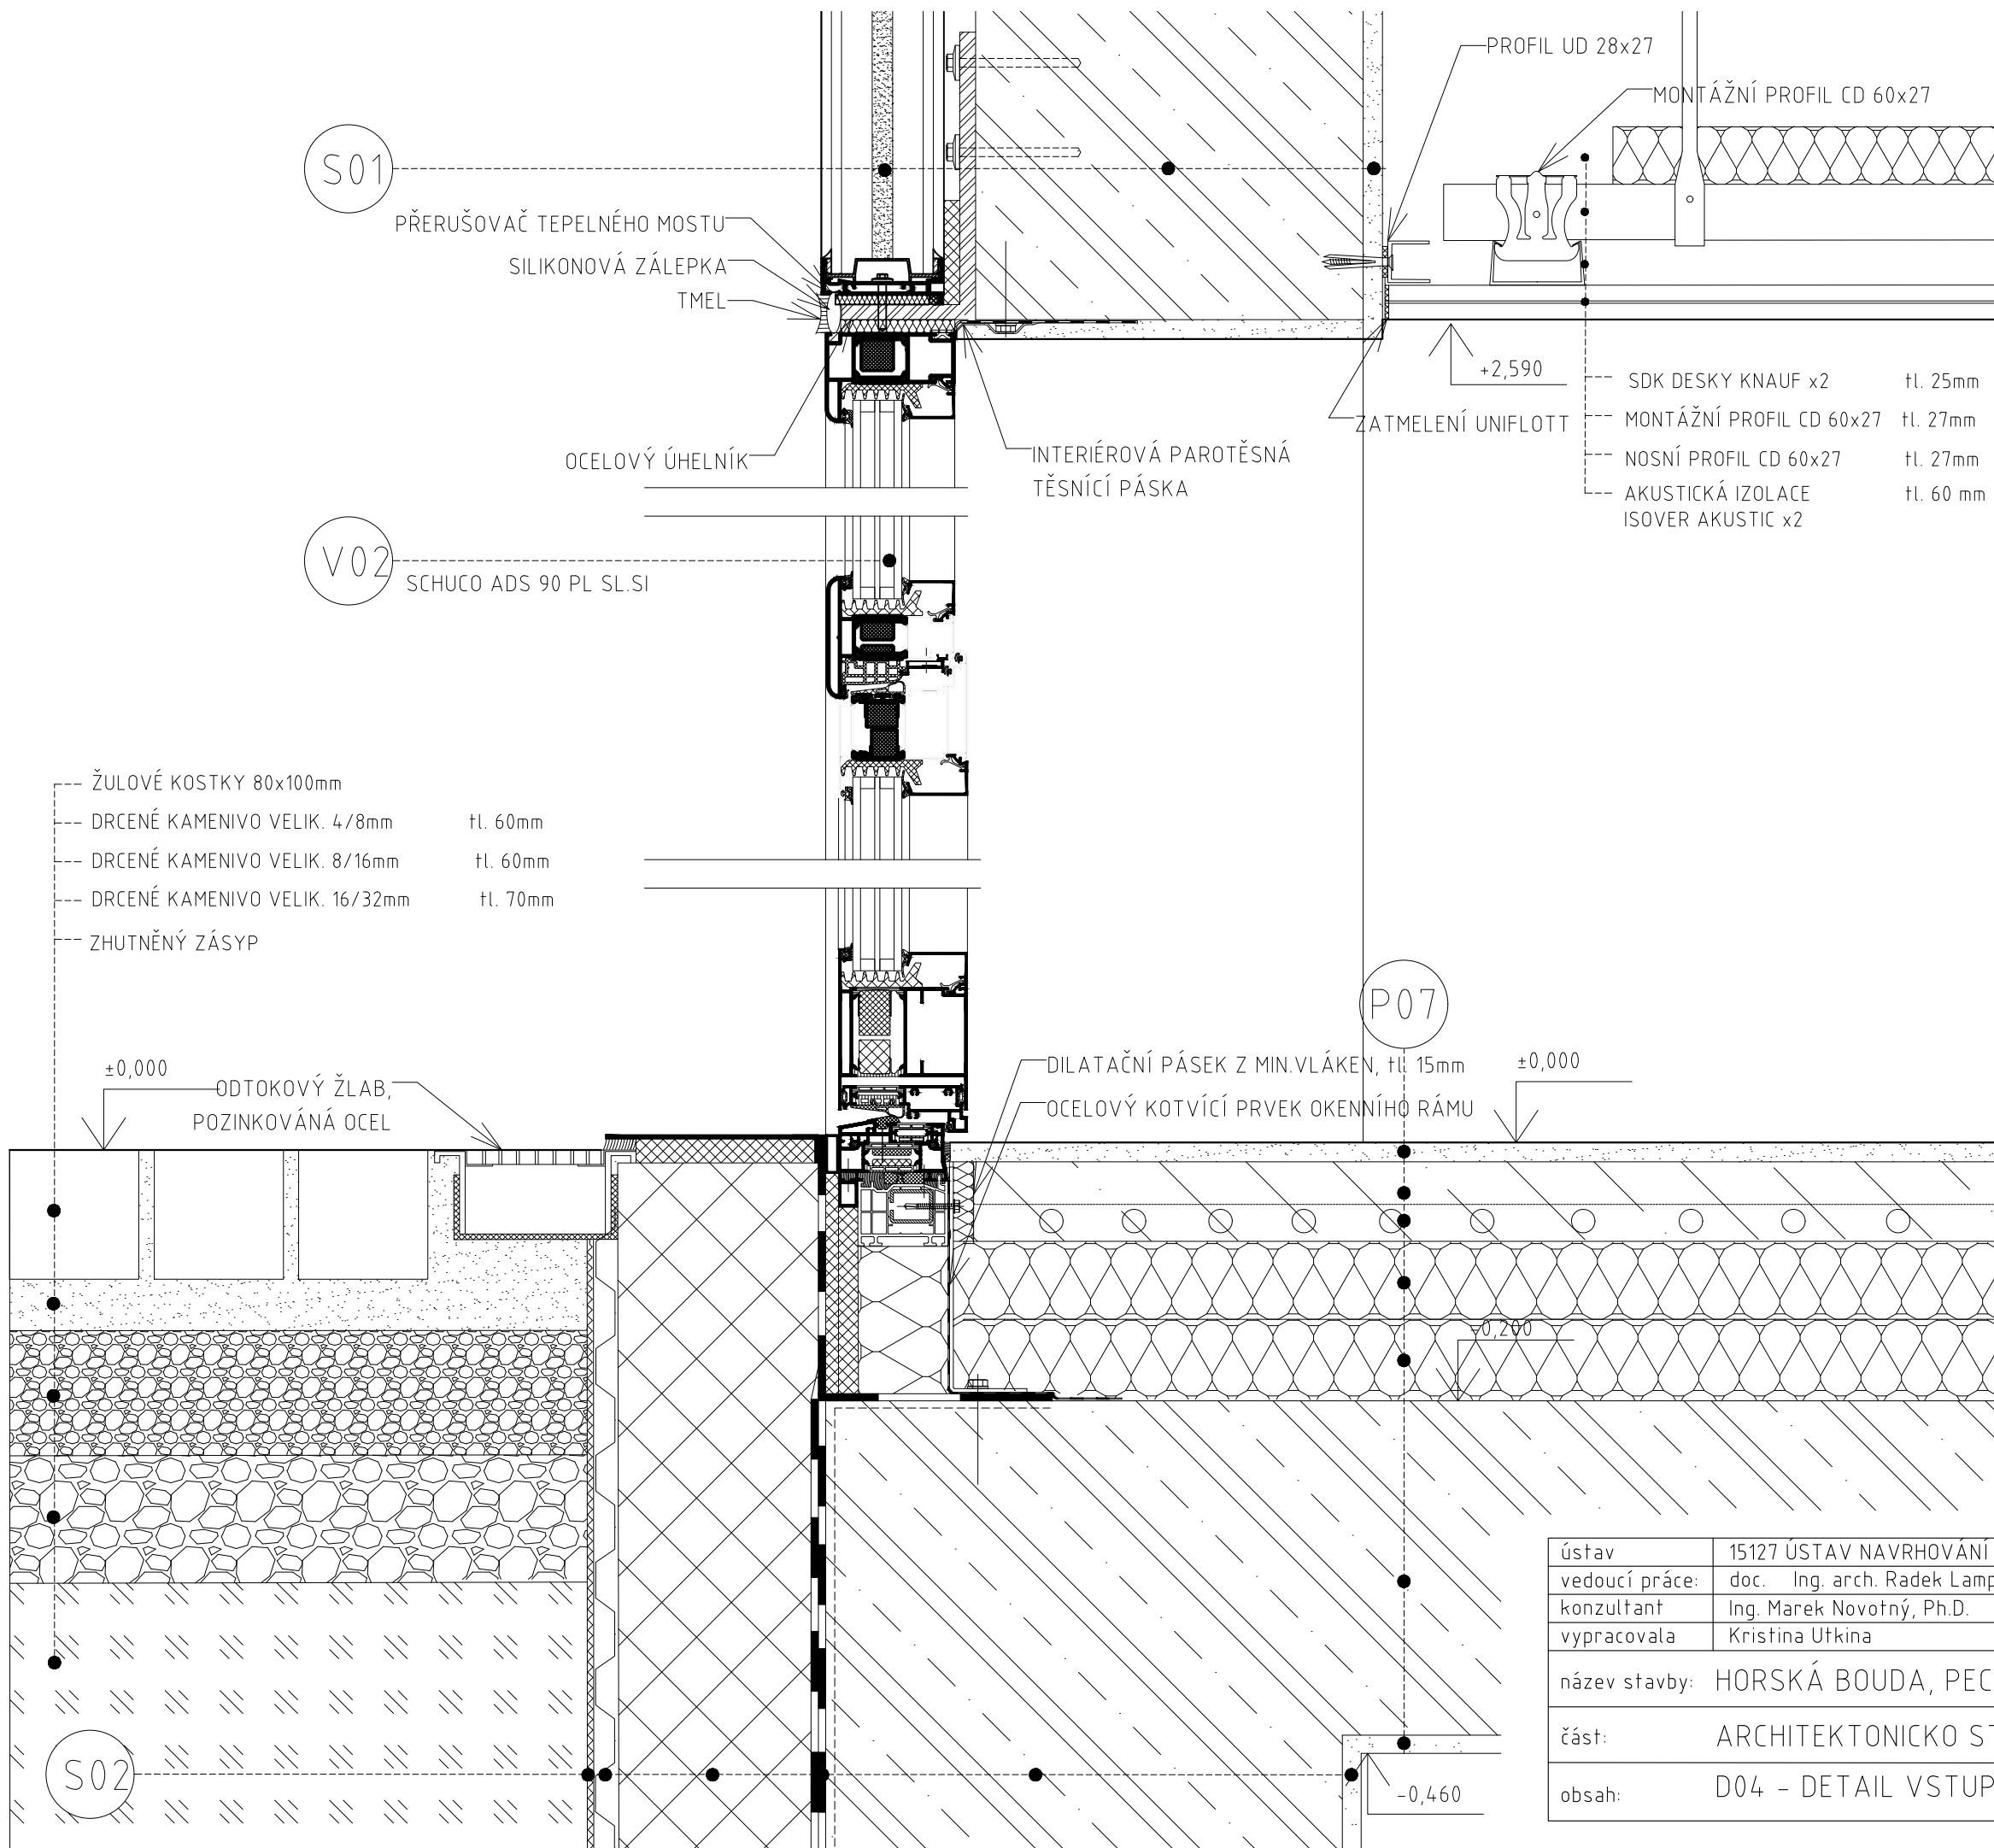 PROFIL UD 28x27
MONTÁŽNÍ PROFIL CD 60x27
S01
PŘERUŠOVAČ TEPELNÉHO MOSTU
SILIKONOVÁ ZÁLEPKA
TMEL
+2,590
SDK DESKY KNAUF x2 tl. 25mm
MONTÁŽNÍ PROFIL CD 60x27 tl. 27mm
NOSNÍ PROFIL CD 60x27 tl. 27mm
AKUSTICKÁ IZOLACE tl. 60 mm
ISOVER AKUSTIC x2
ZATMELENÍ UNIFLOTT
OCELOVÝ ÚHELNÍK
INTERIÉROVÁ PAROTĚSNÁ
TĚSNÍCÍ PÁSKA
V02
SCHUCO ADS 90 PL SL.SI
ŽULOVÉ KOSTKY 80x100mm
DRCENÉ KAMENIVO VELIK. 4/8mm tl. 60mm
DRCENÉ KAMENIVO VELIK. 8/16mm tl. 60mm
DRCENÉ KAMENIVO VELIK. 16/32mm tl. 70mm
ZHUTNĚNÝ ZÁSYP
P07
±0,000
ODTOKOVÝ ŽLAB,
POZINKOVÁNÁ OCEL
DILATAČNÍ PÁSEK Z MIN.VLÁKEN, tl. 15mm
±0,000
OCELOVÝ KOTVÍCÍ PRVEK OKENNÍHO RÁMU
-0,200
ústav 15127 ÚSTAV NAVRHOVÁNÍ
vedoucí práce: doc. Ing. arch. Radek Lamp
konzultant Ing. Marek Novotný, Ph.D.
vypracovala Kristina Utkina
název stavby: HORSKÁ BOUDA, PEC
část: ARCHITEKTONICKO ST
obsah: D04 - DETAIL VSTUP
S02
-0,460